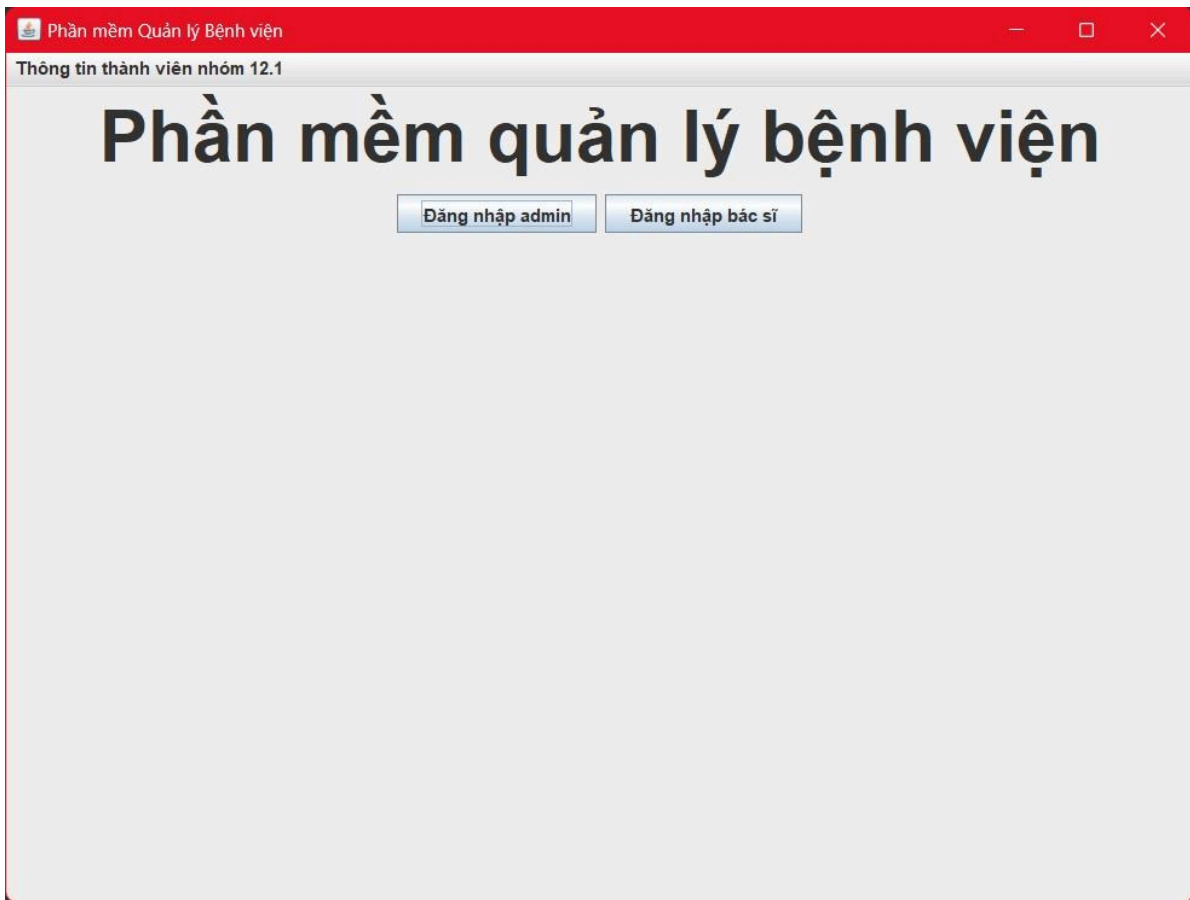 Phần mềm Quản lý Bệnh viện
Thông tin thành viên nhóm 12.1
Phần mềm quản lý bệnh viện
Đăng nhập admin Đăng nhập bác sĩ